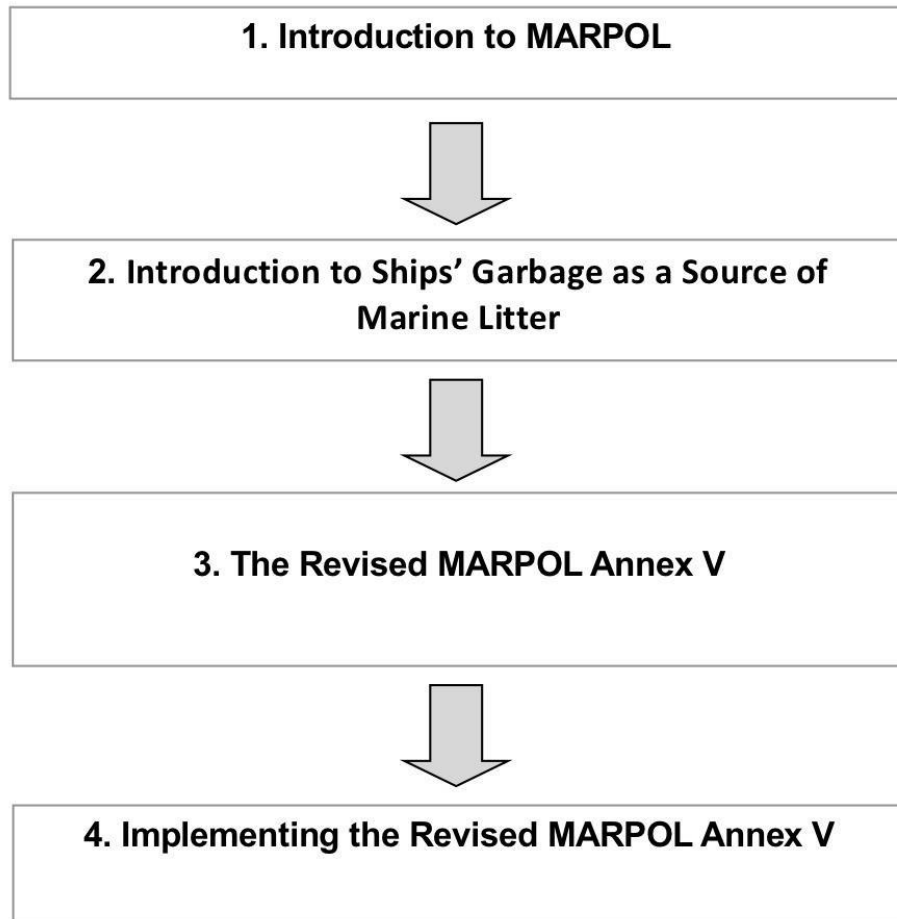 1. Introduction to MARPOL
2. Introduction to Ships’ Garbage as a Source of
Marine Litter
3. The Revised MARPOL Annex V
4. Implementing the Revised MARPOL Annex V